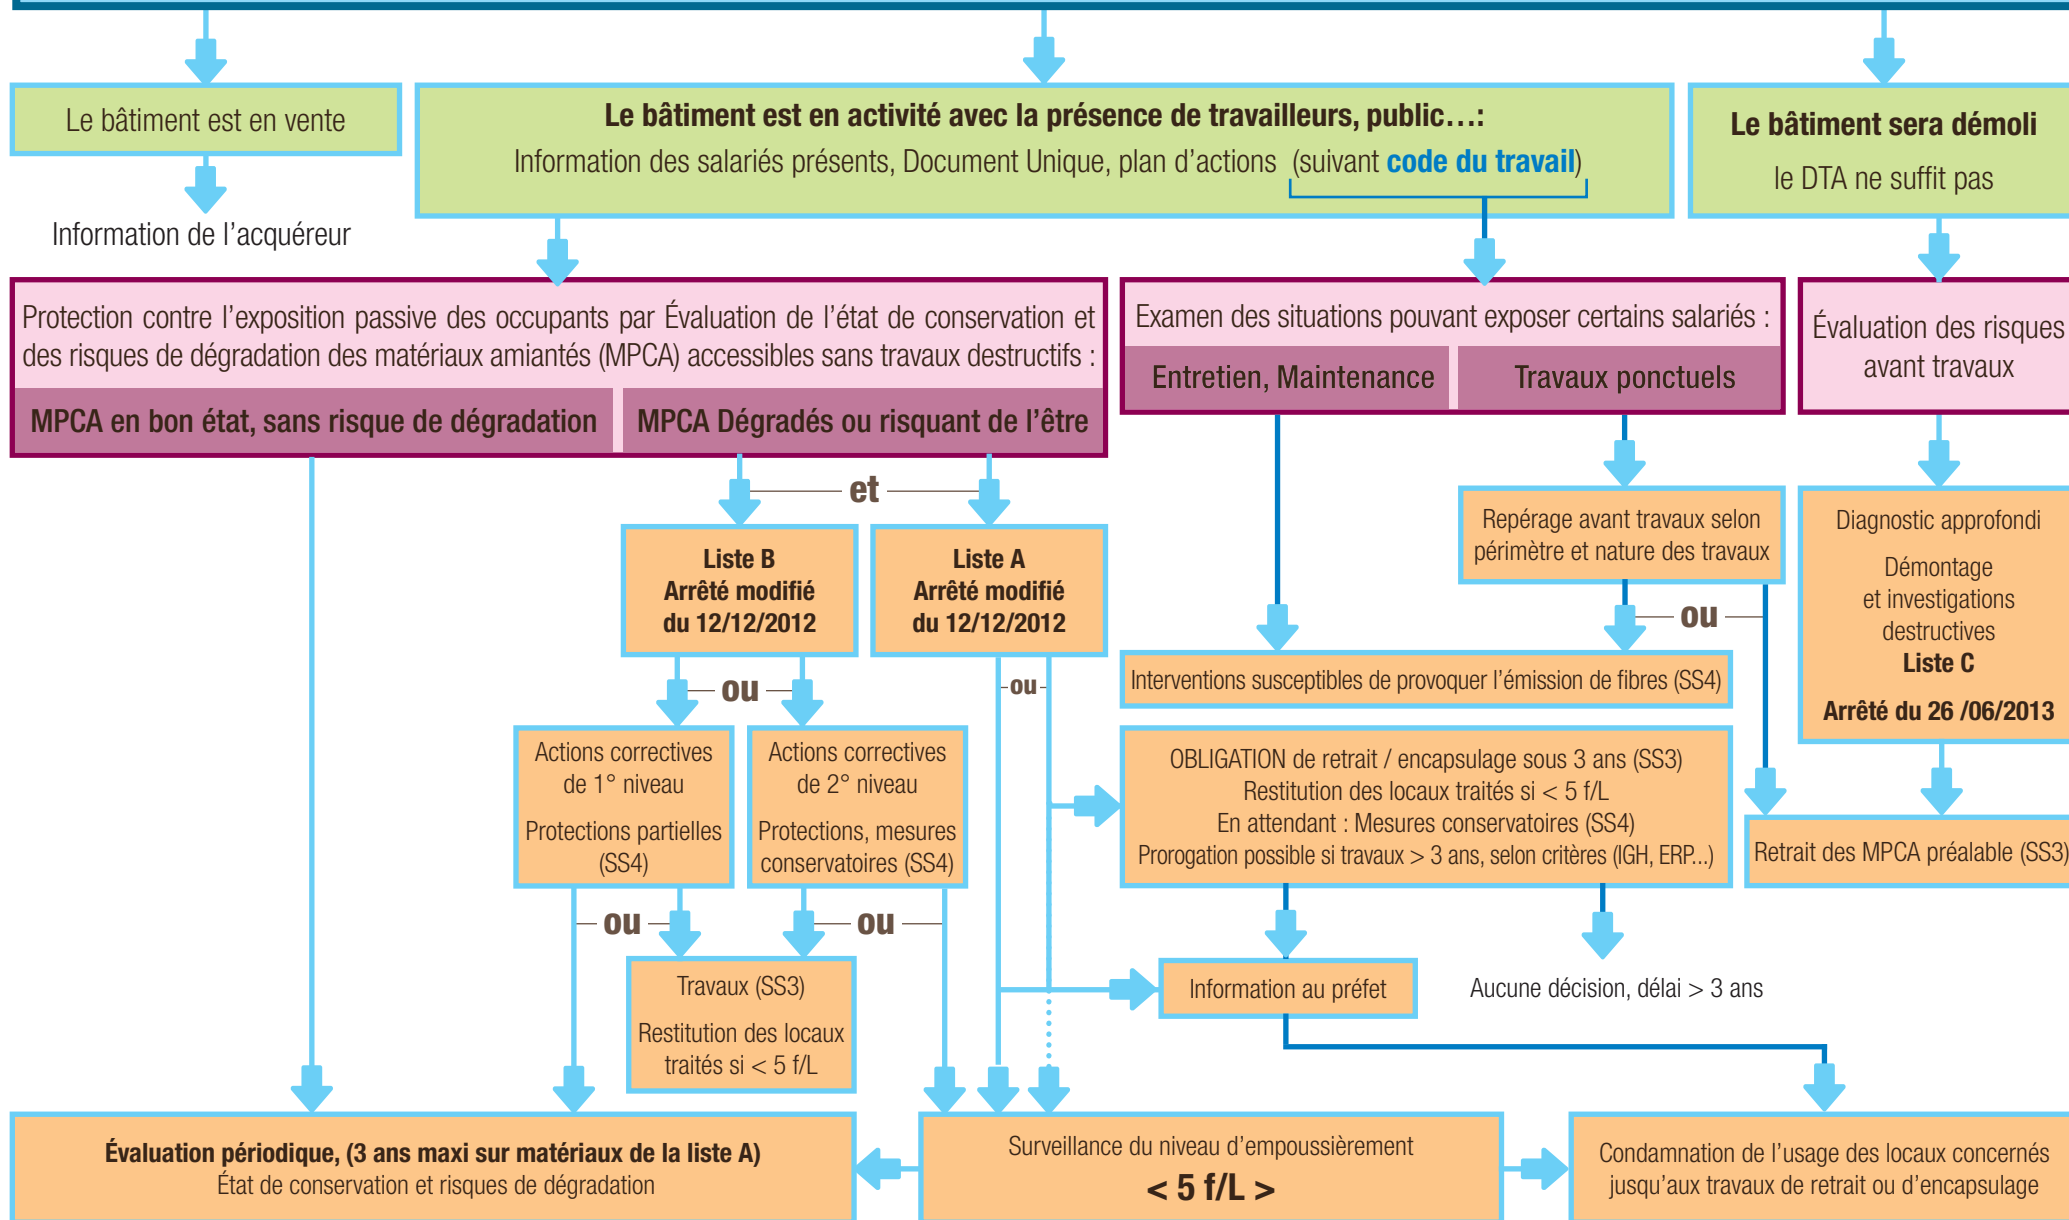 Le bâtiment est en vente
Information de l'acquéreur
Le bâtiment est en activité avec la présence de travailleurs, public…:
Information des salariés présents, Document Unique, plan d'actions (suivant code du travail)
Le bâtiment sera démoli
le DTA ne suffit pas
Protection contre l'exposition passive des occupants par Évaluation de l'état de conservation et
des risques de dégradation des matériaux amiantés (MPCA) accessibles sans travaux destructifs :
MPCA en bon état, sans risque de dégradation
MPCA Dégradés ou risquant de l'être
Examen des situations pouvant exposer certains salariés :
Entretien, Maintenance
Travaux ponctuels
Évaluation des risques
avant travaux
et
Liste B
Arrêté modifié
du 12/12/2012
Liste A
Arrêté modifié
du 12/12/2012
Repérage avant travaux selon
périmètre et nature des travaux
Diagnostic approfondi
Démontage
et investigations
destructives
Liste C
Arrêté du 26 /06/2013
ou
ou
ou
Interventions susceptibles de provoquer l'émission de fibres (SS4)
Actions correctives
de 1° niveau
Protections partielles
(SS4)
Actions correctives
de 2° niveau
Protections, mesures
conservatoires (SS4)
OBLIGATION de retrait / encapsulage sous 3 ans (SS3)
Restitution des locaux traités si < 5 f/L
En attendant : Mesures conservatoires (SS4)
Prorogation possible si travaux > 3 ans, selon critères (IGH, ERP...)
Retrait des MPCA préalable (SS3)
ou
ou
Travaux (SS3)
Restitution des locaux
traités si < 5 f/L
Information au préfet
Aucune décision, délai > 3 ans
Évaluation périodique, (3 ans maxi sur matériaux de la liste A)
État de conservation et risques de dégradation
Surveillance du niveau d'empoussièrement
< 5 f/L >
Condamnation de l'usage des locaux concernés
jusqu'aux travaux de retrait ou d'encapsulage